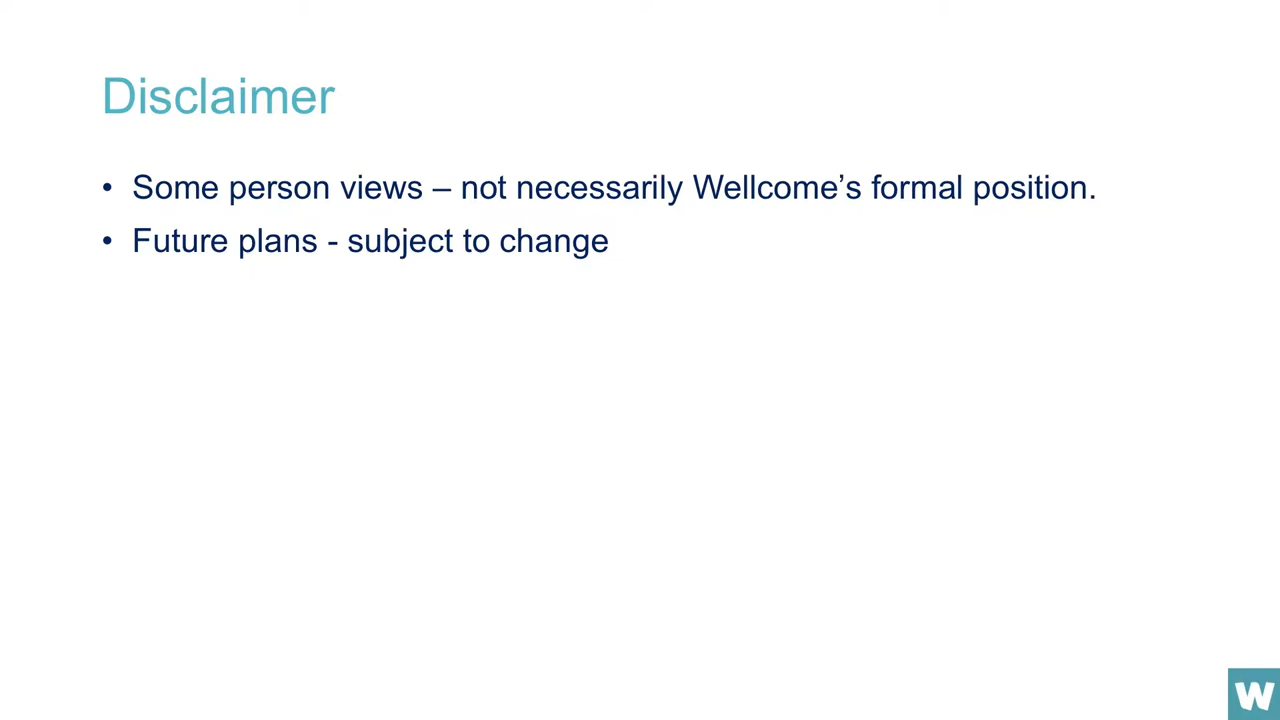 Disclaimer
• Some person views – not necessarily Wellcome’s formal position.
• Future plans - subject to change
W